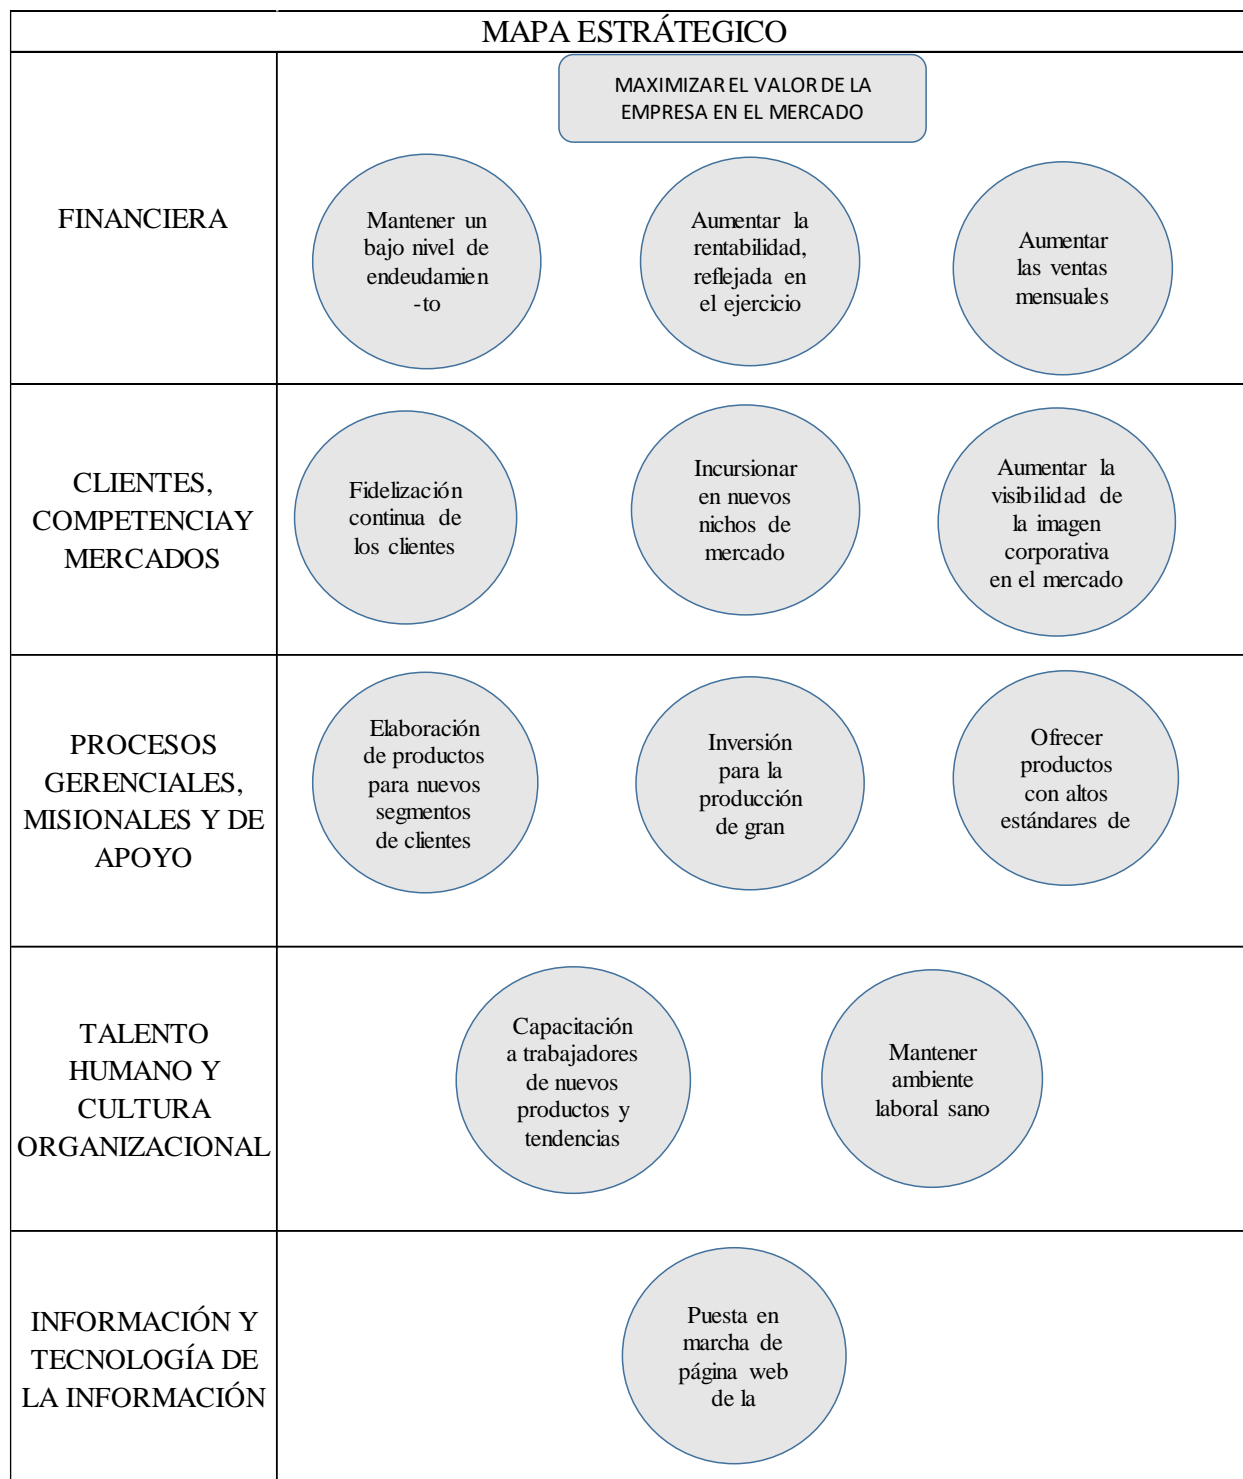 MAPA ESTRÁTEGICO
FINANCIERA
MAXIMIZAR EL VALOR DE LA
EMPRESA EN EL MERCADO
Mantener un
bajo nivel de
endeudamien
-to
Aumentar la
rentabilidad,
reflejada en
el ejercicio
Aumentar
las ventas
mensuales
CLIENTES,
COMPETENCIAY
MERCADOS
Fidelización
continua de
los clientes
Incursionar
en nuevos
nichos de
mercado
Aumentar la
visibilidad de
la imagen
corporativa
en el mercado
PROCESOS
GERENCIALES,
MISIONALES Y DE
APOYO
Elaboración
de productos
para nuevos
segmentos
de clientes
Inversión
para la
producción
de gran
Ofrecer
productos
con altos
estándares de
TALENTO
HUMANO Y
CULTURA
ORGANIZACIONAL
Capacitación
a trabajadores
de nuevos
productos y
tendencias
Mantener
ambiente
laboral sano
INFORMACIÓN Y
TECNOLOGÍA DE
LA INFORMACIÓN
Puesta en
marcha de
página web
de la